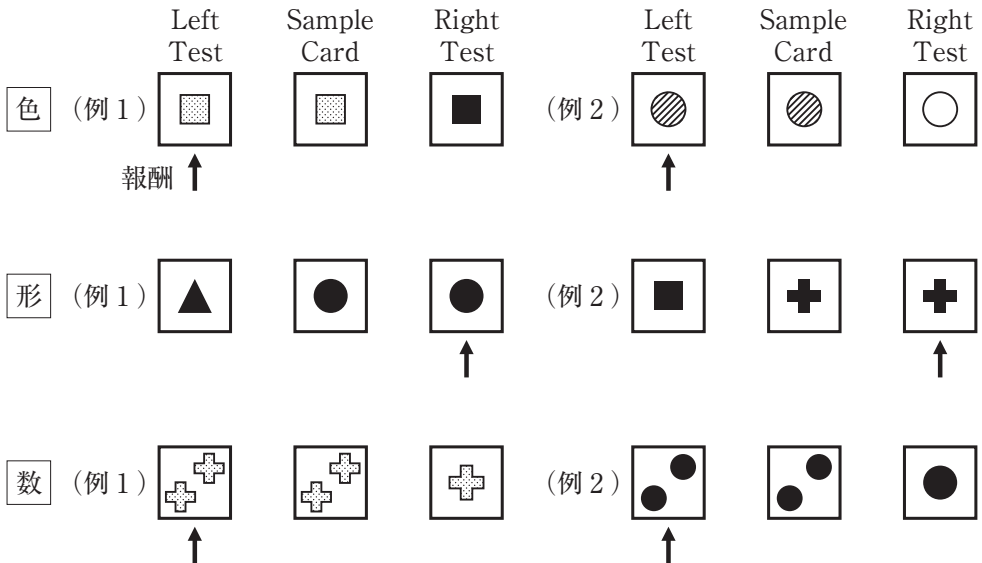 Left Test Sample Card Right Test Left Test Sample Card Right Test
色 (例 1) (例 2)
報酬
形 (例 1) (例 2)
数 (例 1) (例 2)